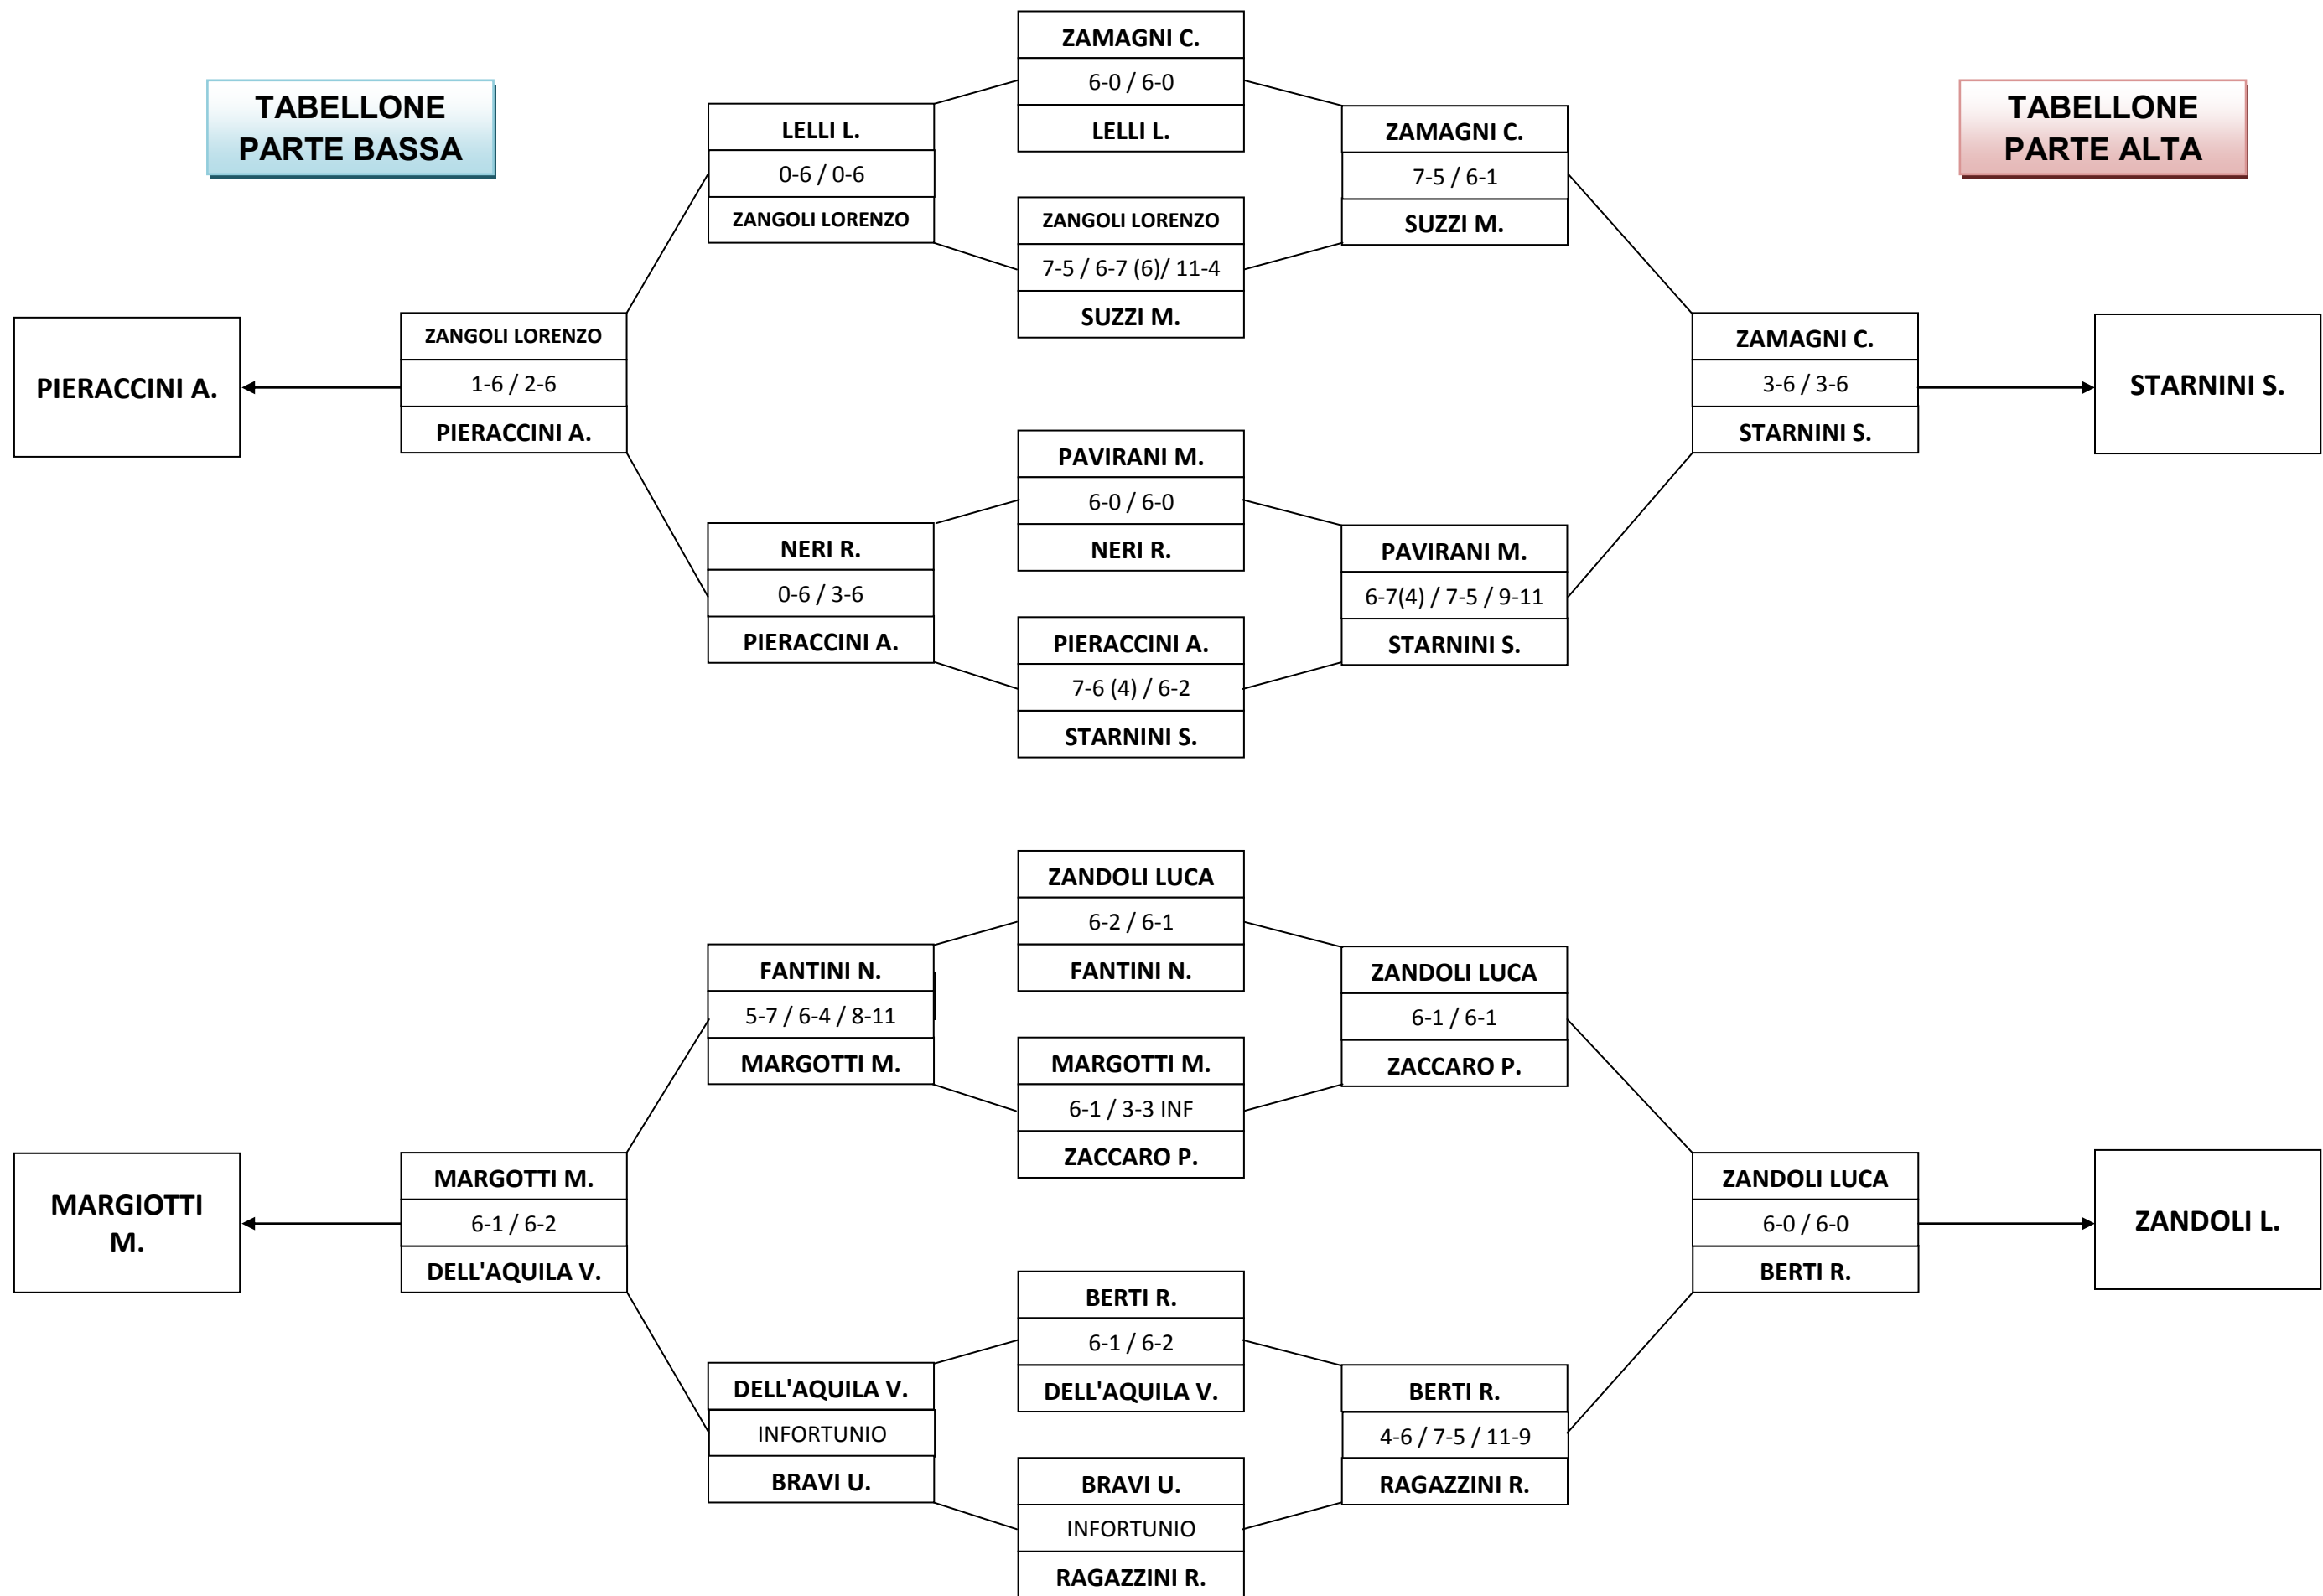 ZAMAGNI C.
6-0 / 6-0
LELLI L.
TABELLONE
PARTE BASSA
TABELLONE
PARTE ALTA
LELLI L.
0-6 / 0-6
ZANGOLI LORENZO
ZAMAGNI C.
7-5 / 6-1
SUZZI M.
ZANGOLI LORENZO
7-5 / 6-7 (6)/ 11-4
SUZZI M.
PIERACCINI A.
ZANGOLI LORENZO
1-6 / 2-6
PIERACCINI A.
ZAMAGNI C.
3-6 / 3-6
STARNINI S.
STARNINI S.
PAVIRANI M.
6-0 / 6-0
NERI R.
NERI R.
0-6 / 3-6
PIERACCINI A.
PAVIRANI M.
6-7(4) / 7-5 / 9-11
STARNINI S.
PIERACCINI A.
7-6 (4) / 6-2
STARNINI S.
ZANDOLI LUCA
6-2 / 6-1
FANTINI N.
FANTINI N.
5-7 / 6-4 / 8-11
MARGOTTI M.
ZANDOLI LUCA
6-1 / 6-1
ZACCARO P.
MARGOTTI M.
6-1 / 3-3 INF
ZACCARO P.
MARGIOTTI
M.
MARGOTTI M.
6-1 / 6-2
DELL'AQUILA V.
ZANDOLI LUCA
6-0 / 6-0
BERTI R.
ZANDOLI L.
BERTI R.
6-1 / 6-2
DELL'AQUILA V.
DELL'AQUILA V.
INFORTUNIO
BRAVI U.
BERTI R.
4-6 / 7-5 / 11-9
RAGAZZINI R.
BRAVI U.
INFORTUNIO
RAGAZZINI R.